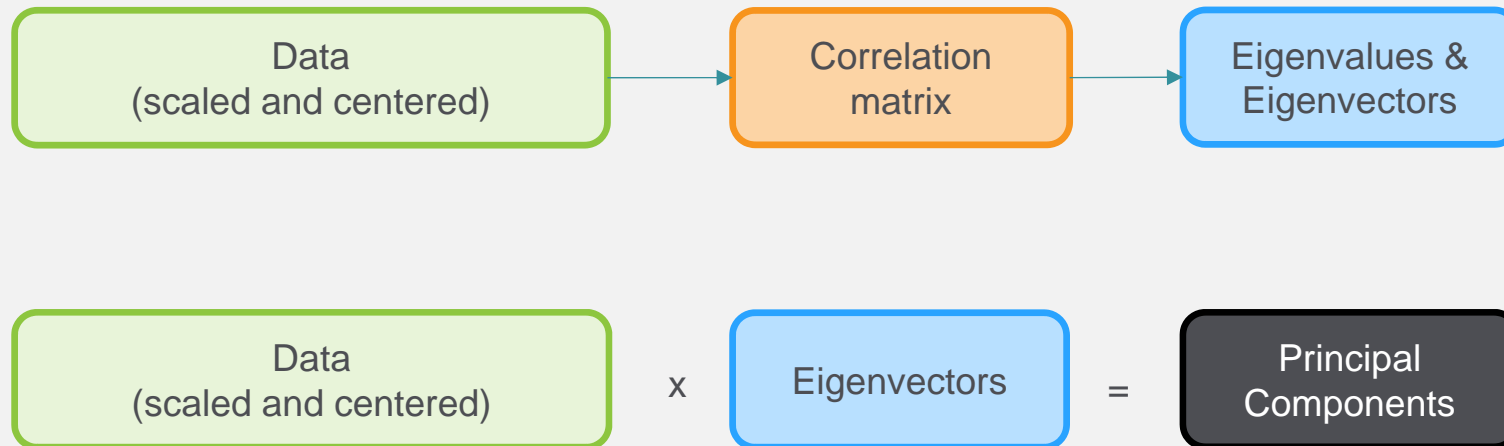 Data
(scaled and centered)
Correlation
matrix
Eigenvalues &
Eigenvectors
Data
(scaled and centered)
x
Eigenvectors
=
Principal
Components